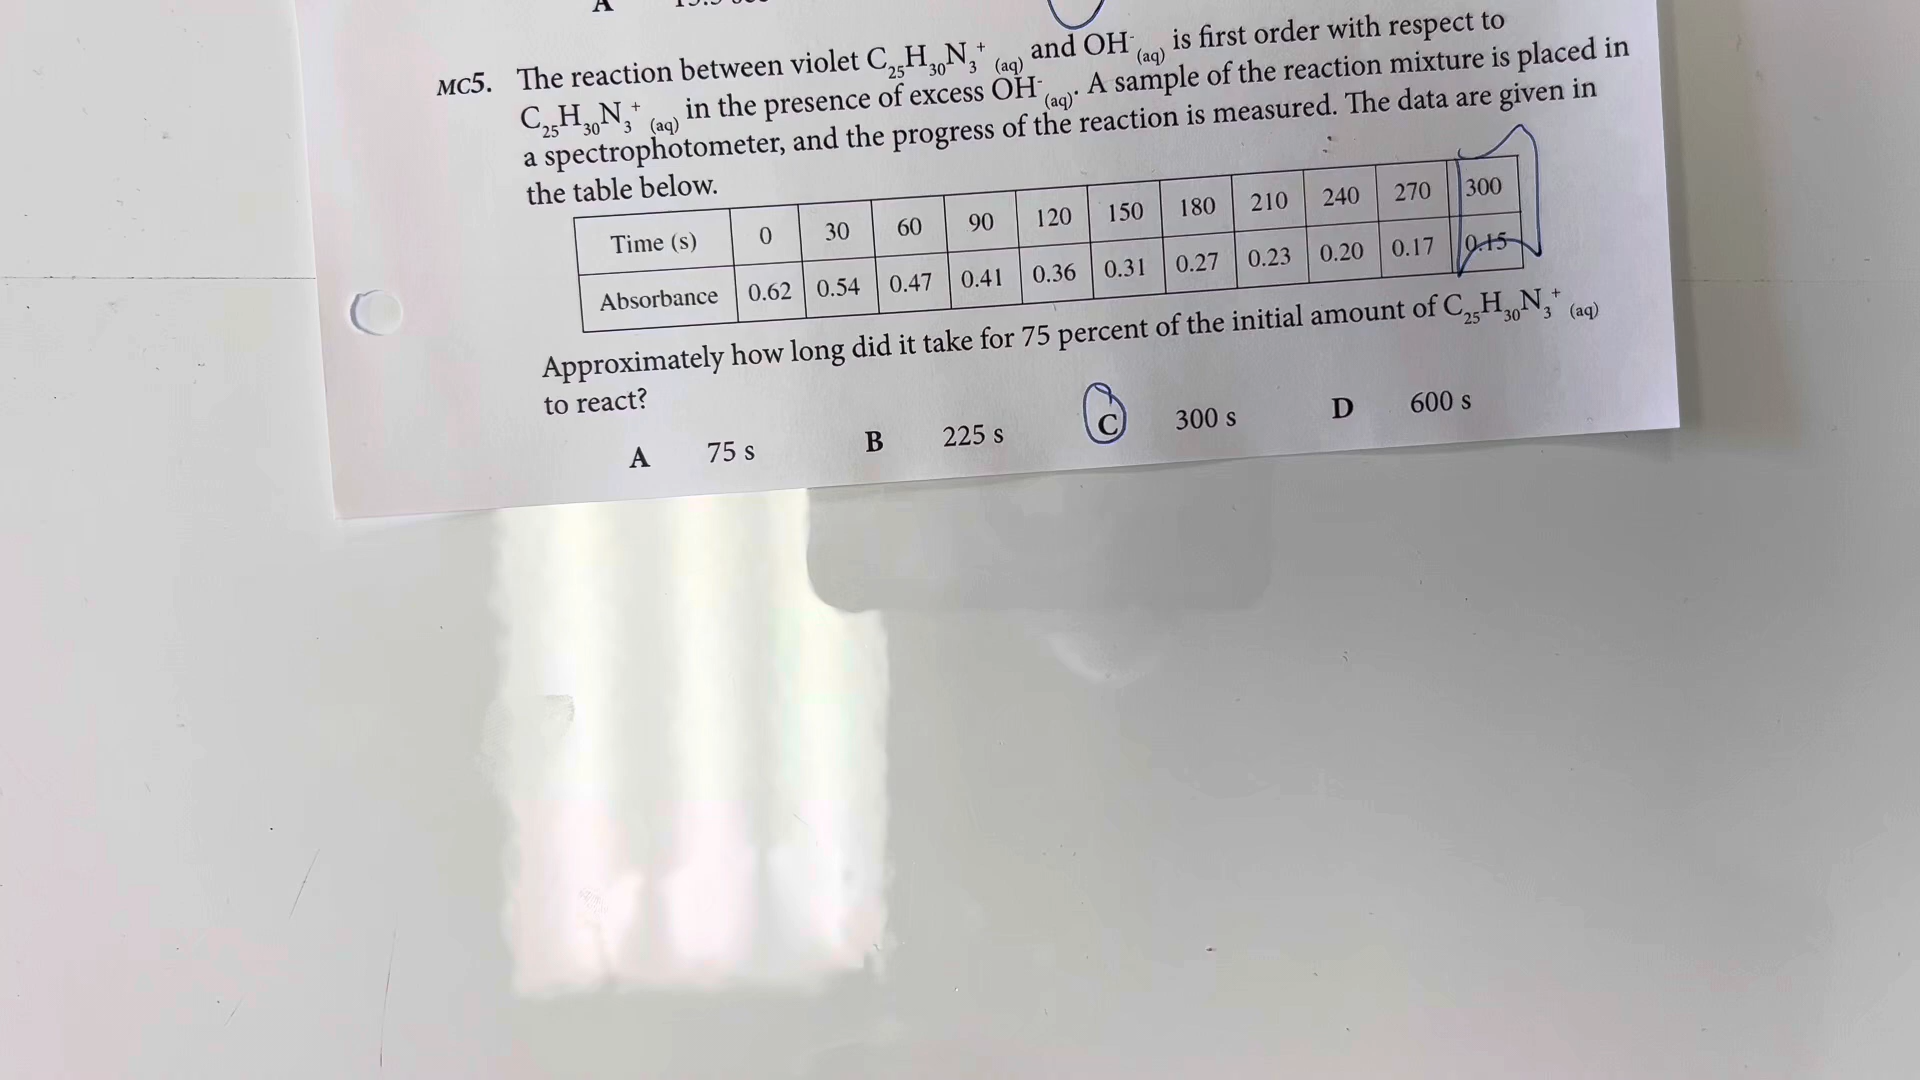 A
MC5. The reaction between violet C₂₅H₃₀N₃⁺ (aq) and OH⁻ (aq) is first order with respect to
C₂₅H₃₀N₃⁺ (aq) in the presence of excess OH⁻ (aq). A sample of the reaction mixture is placed in
a spectrophotometer, and the progress of the reaction is measured. The data are given in
the table below.
Time (s) 0 30 60 90 120 150 180 210 240 270 300
Absorbance 0.62 0.54 0.47 0.41 0.36 0.31 0.27 0.23 0.20 0.17 0.15
Approximately how long did it take for 75 percent of the initial amount of C₂₅H₃₀N₃⁺ (aq)
to react?
A 75 s B 225 s C 300 s D 600 s